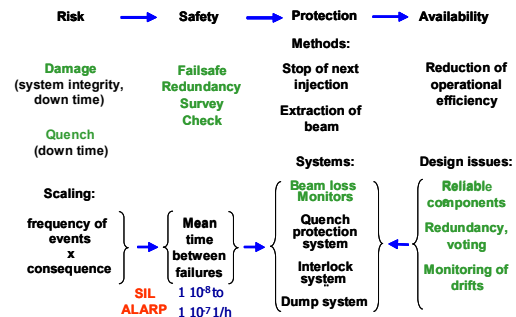 Risk
Safety
Protection
Availability
Methods:
Damage
(system integrity,
down time)
Quench
(down time)
Failsafe
Redundancy
Survey
Check
Stop of next
injection
Extraction of
beam
Reduction of
operational
efficiency
Scaling:
frequency of
events
x
consequence
Mean
time
between
failures
SIL
ALARP
1 10-8 to
1 10-7 1/h
Systems:
Beam loss
Monitors
Quench
protection
system
Interlock
system
Dump system
Design issues:
Reliable
components
Redundancy,
voting
Monitoring of
drifts